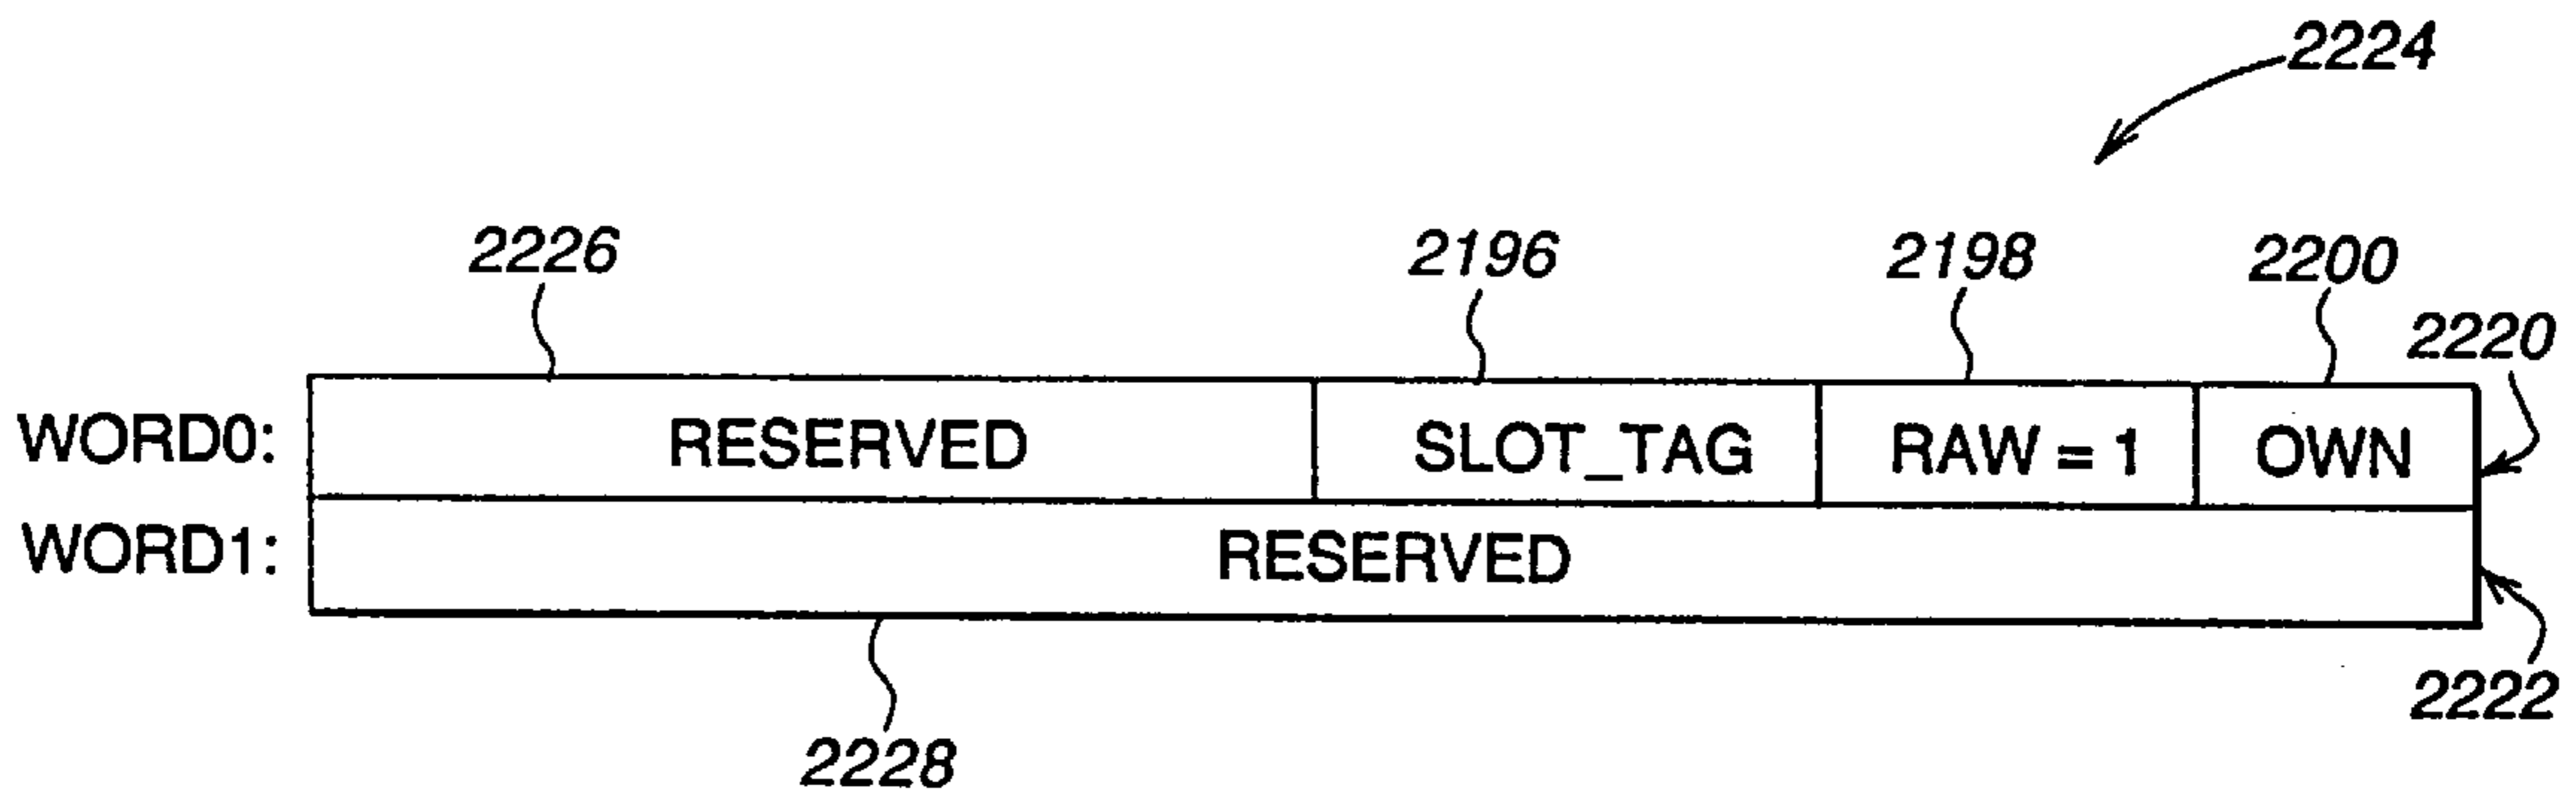 2224
2226 2196 2198 2200
2220
WORD0: RESERVED SLOT_TAG RAW = 1 OWN
WORD1: RESERVED
2222
2228